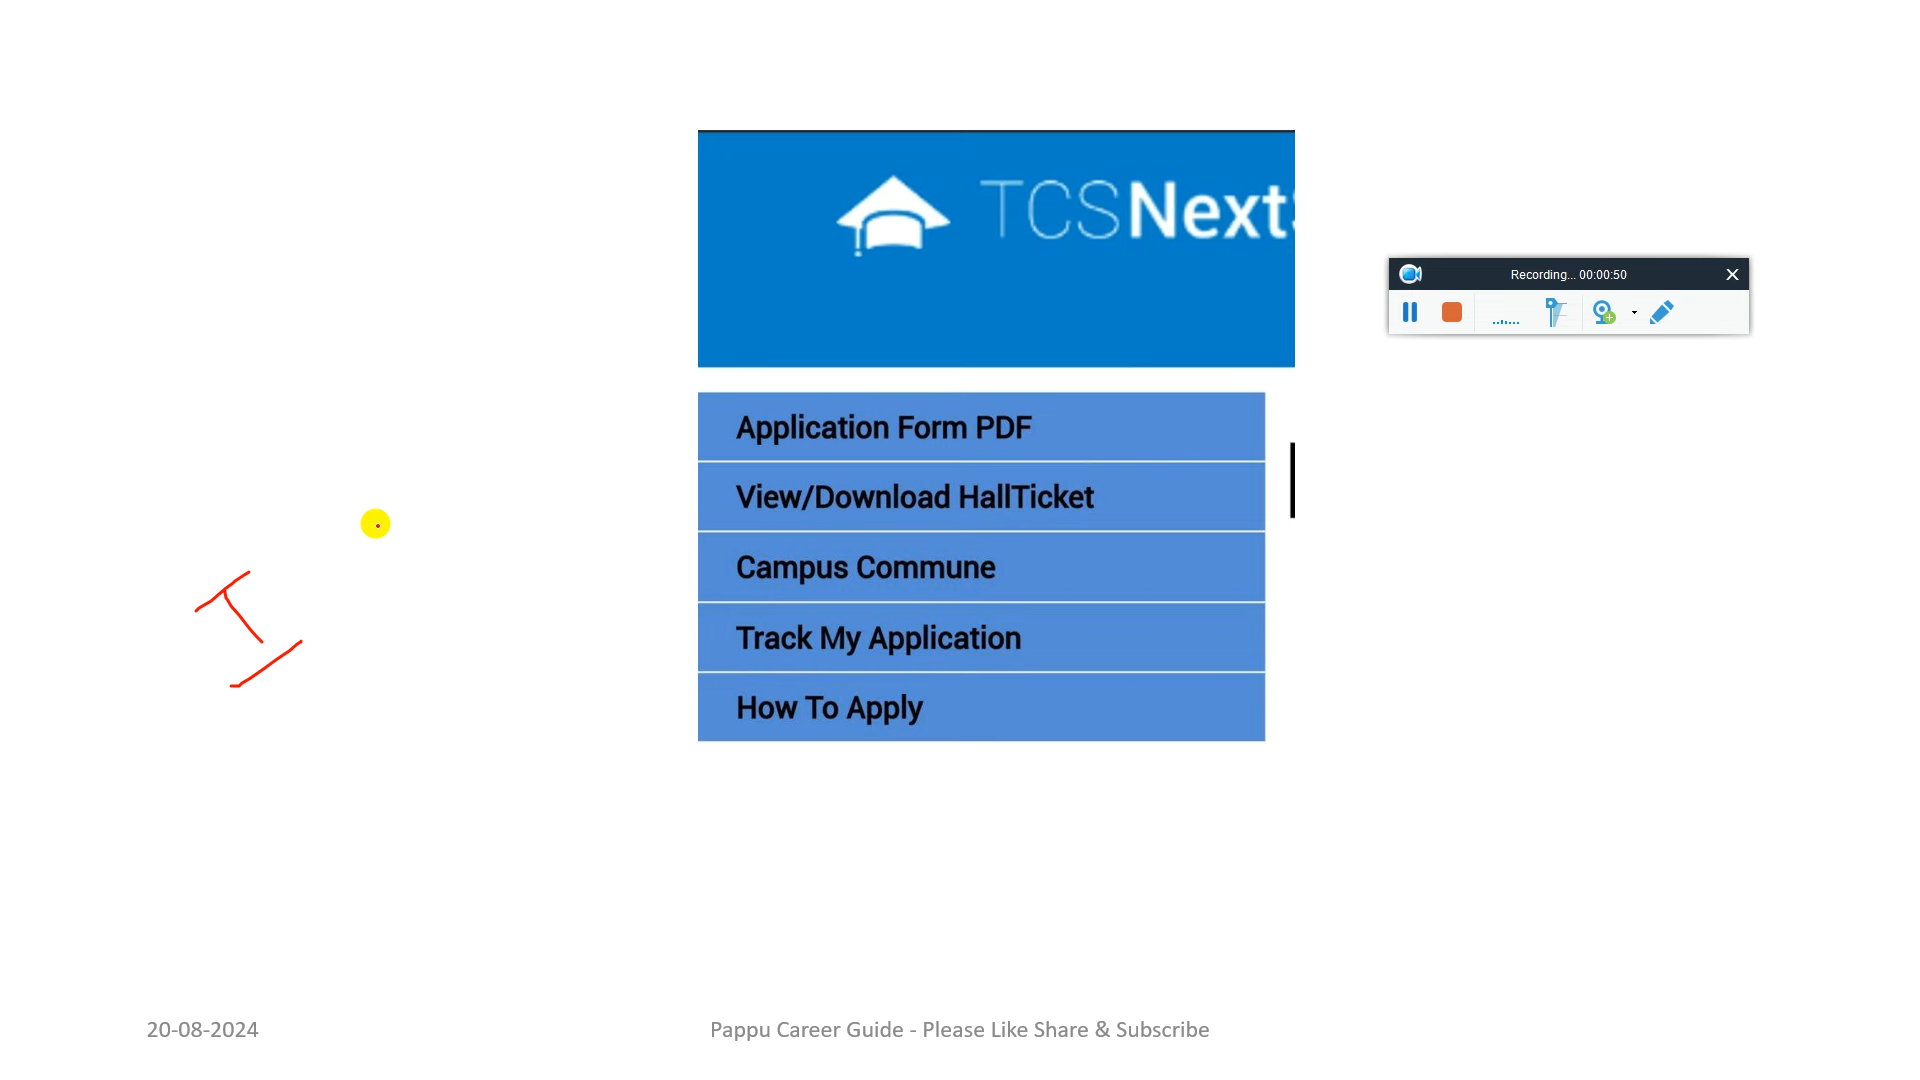 TCSNext
Recording... 00:00:50
Application Form PDF
View/Download HallTicket
Campus Commune
Track My Application
How To Apply
I
20-08-2024
Pappu Career Guide - Please Like Share & Subscribe